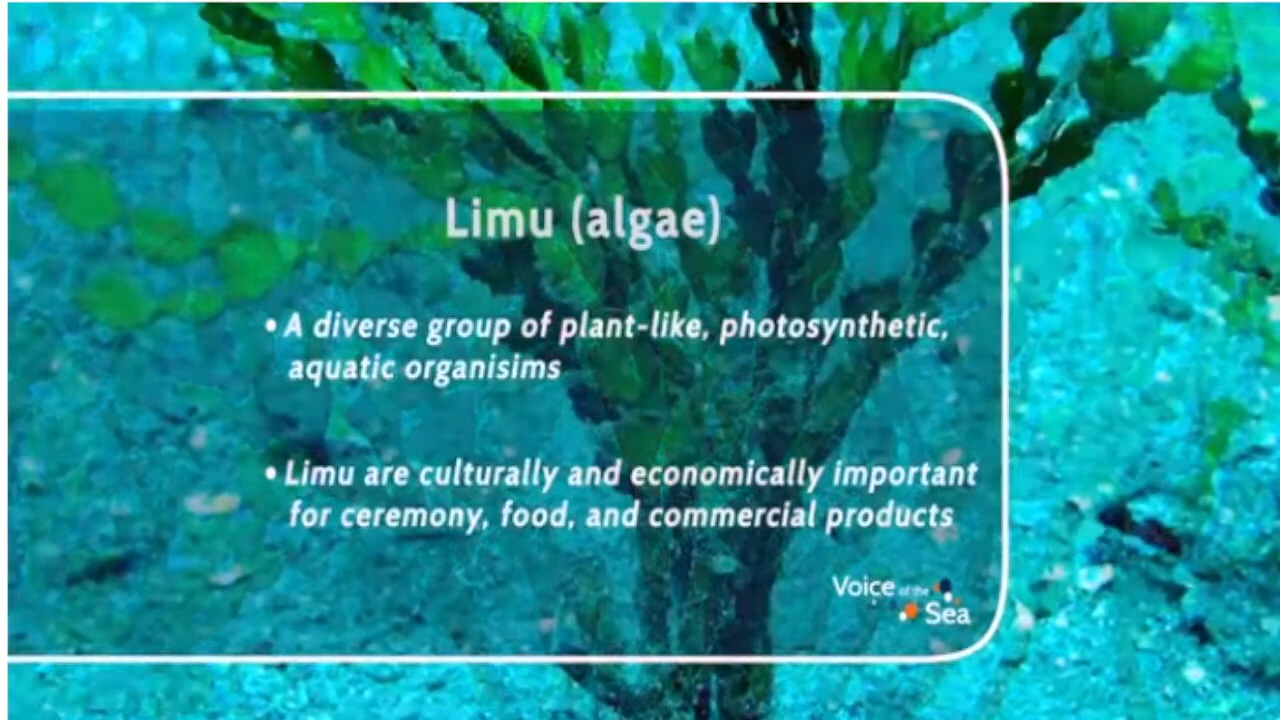 Limu (algae)
• A diverse group of plant-like, photosynthetic,
aquatic organisims
• Limu are culturally and economically important
for ceremony, food, and commercial products
Voice of the
Sea